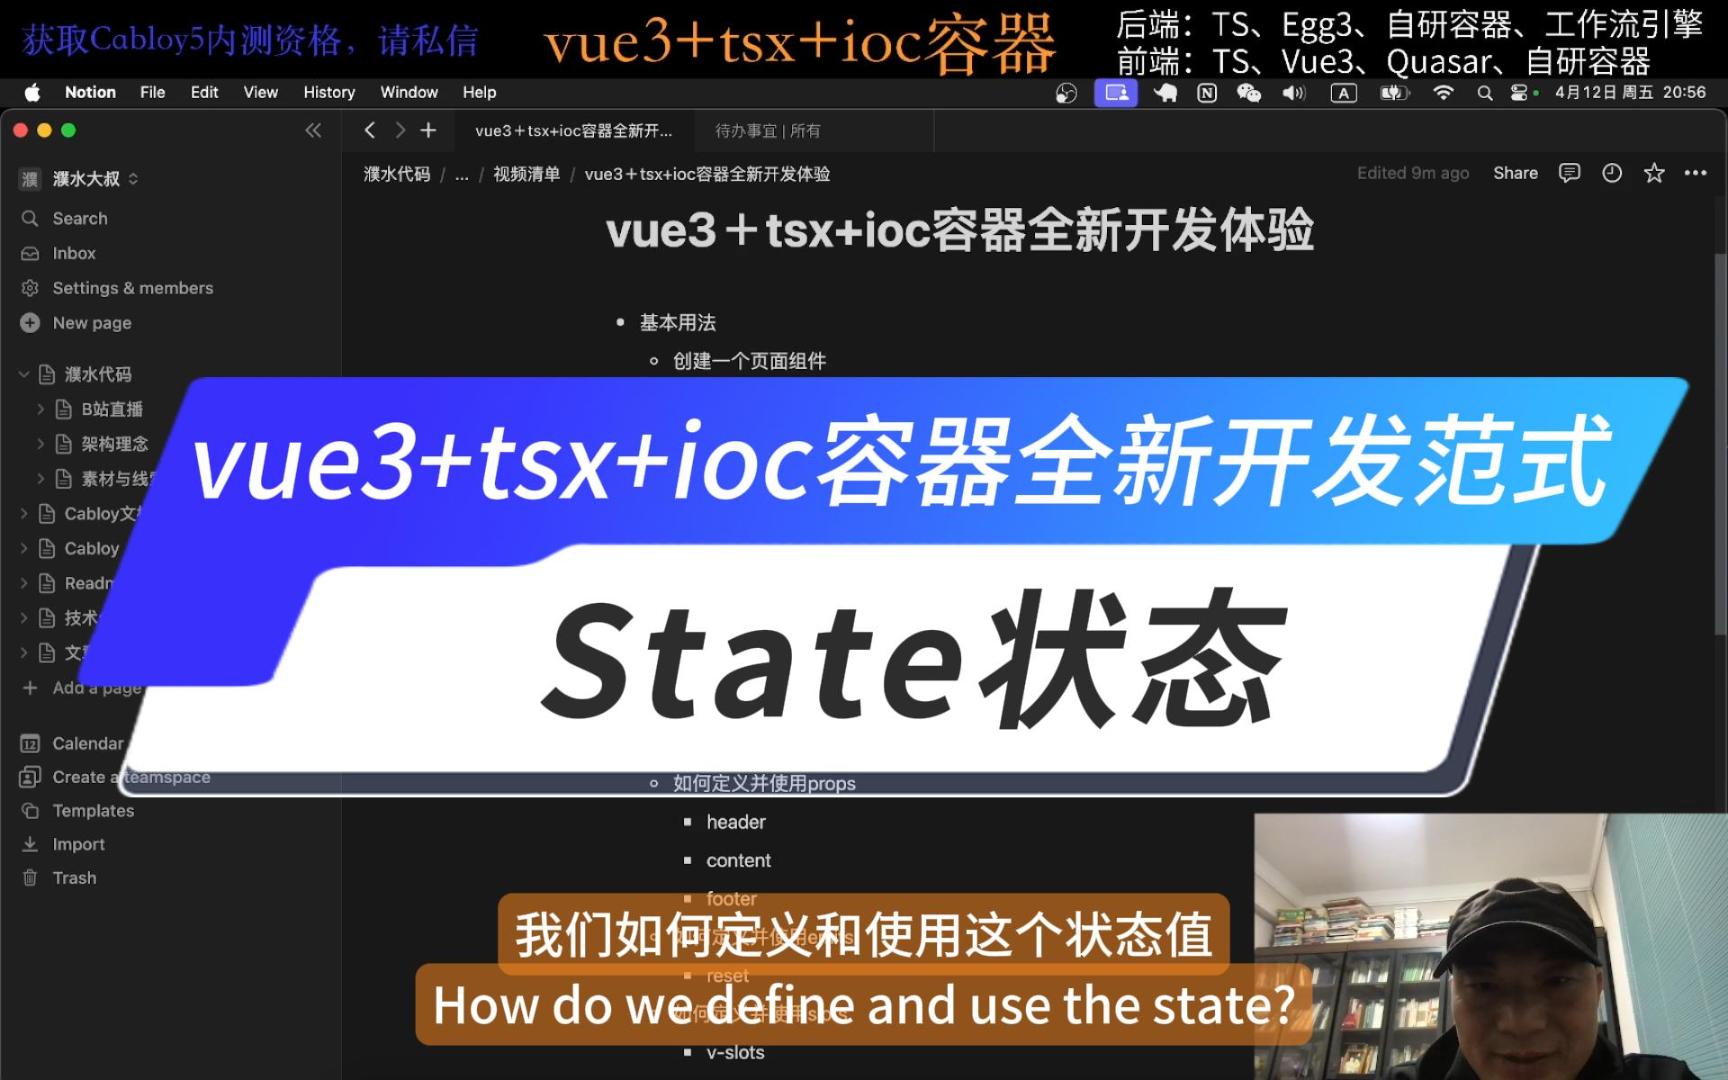 获取Cabloy5内测资格，请私信
vue3+tsx+ioc容器
后端：TS、Egg3、自研容器、工作流引擎
前端：TS、Vue3、Quasar、自研容器
Notion File Edit View History Window Help
4月12日 周五 20:56
vue3＋tsx+ioc容器全新开...
待办事宜 | 所有
濮水大叔
濮水代码 / ... / 视频清单 / vue3＋tsx+ioc容器全新开发体验
Edited 9m ago
Share
Search
Inbox
Settings & members
New page
濮水代码
B站直播
架构理念
素材与线
Cabloy文
Cabloy
Readm
技术
文
Add a page
Calendar
Create a teamspace
Templates
Import
Trash
vue3＋tsx+ioc容器全新开发体验
基本用法
创建一个页面组件
vue3+tsx+ioc容器全新开发范式
State状态
如何定义并使用props
header
content
footer
我们如何定义和使用这个状态值
reset
How do we define and use the state?
v-slots